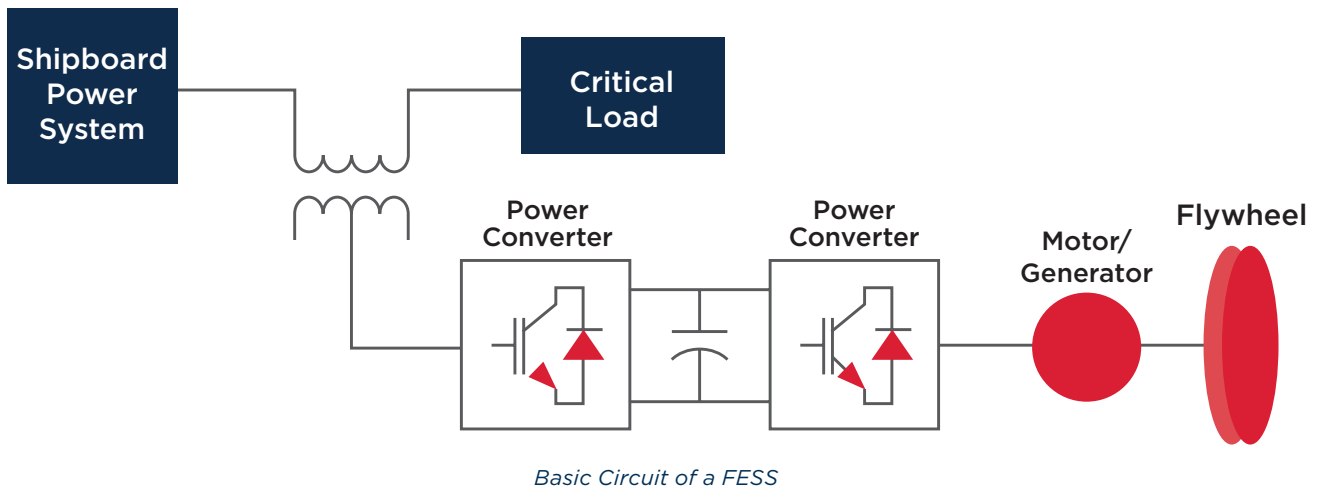 Shipboard
Power
System
Critical
Load
Power
Converter
Power
Converter
Motor/
Generator
Flywheel
Basic Circuit of a FESS